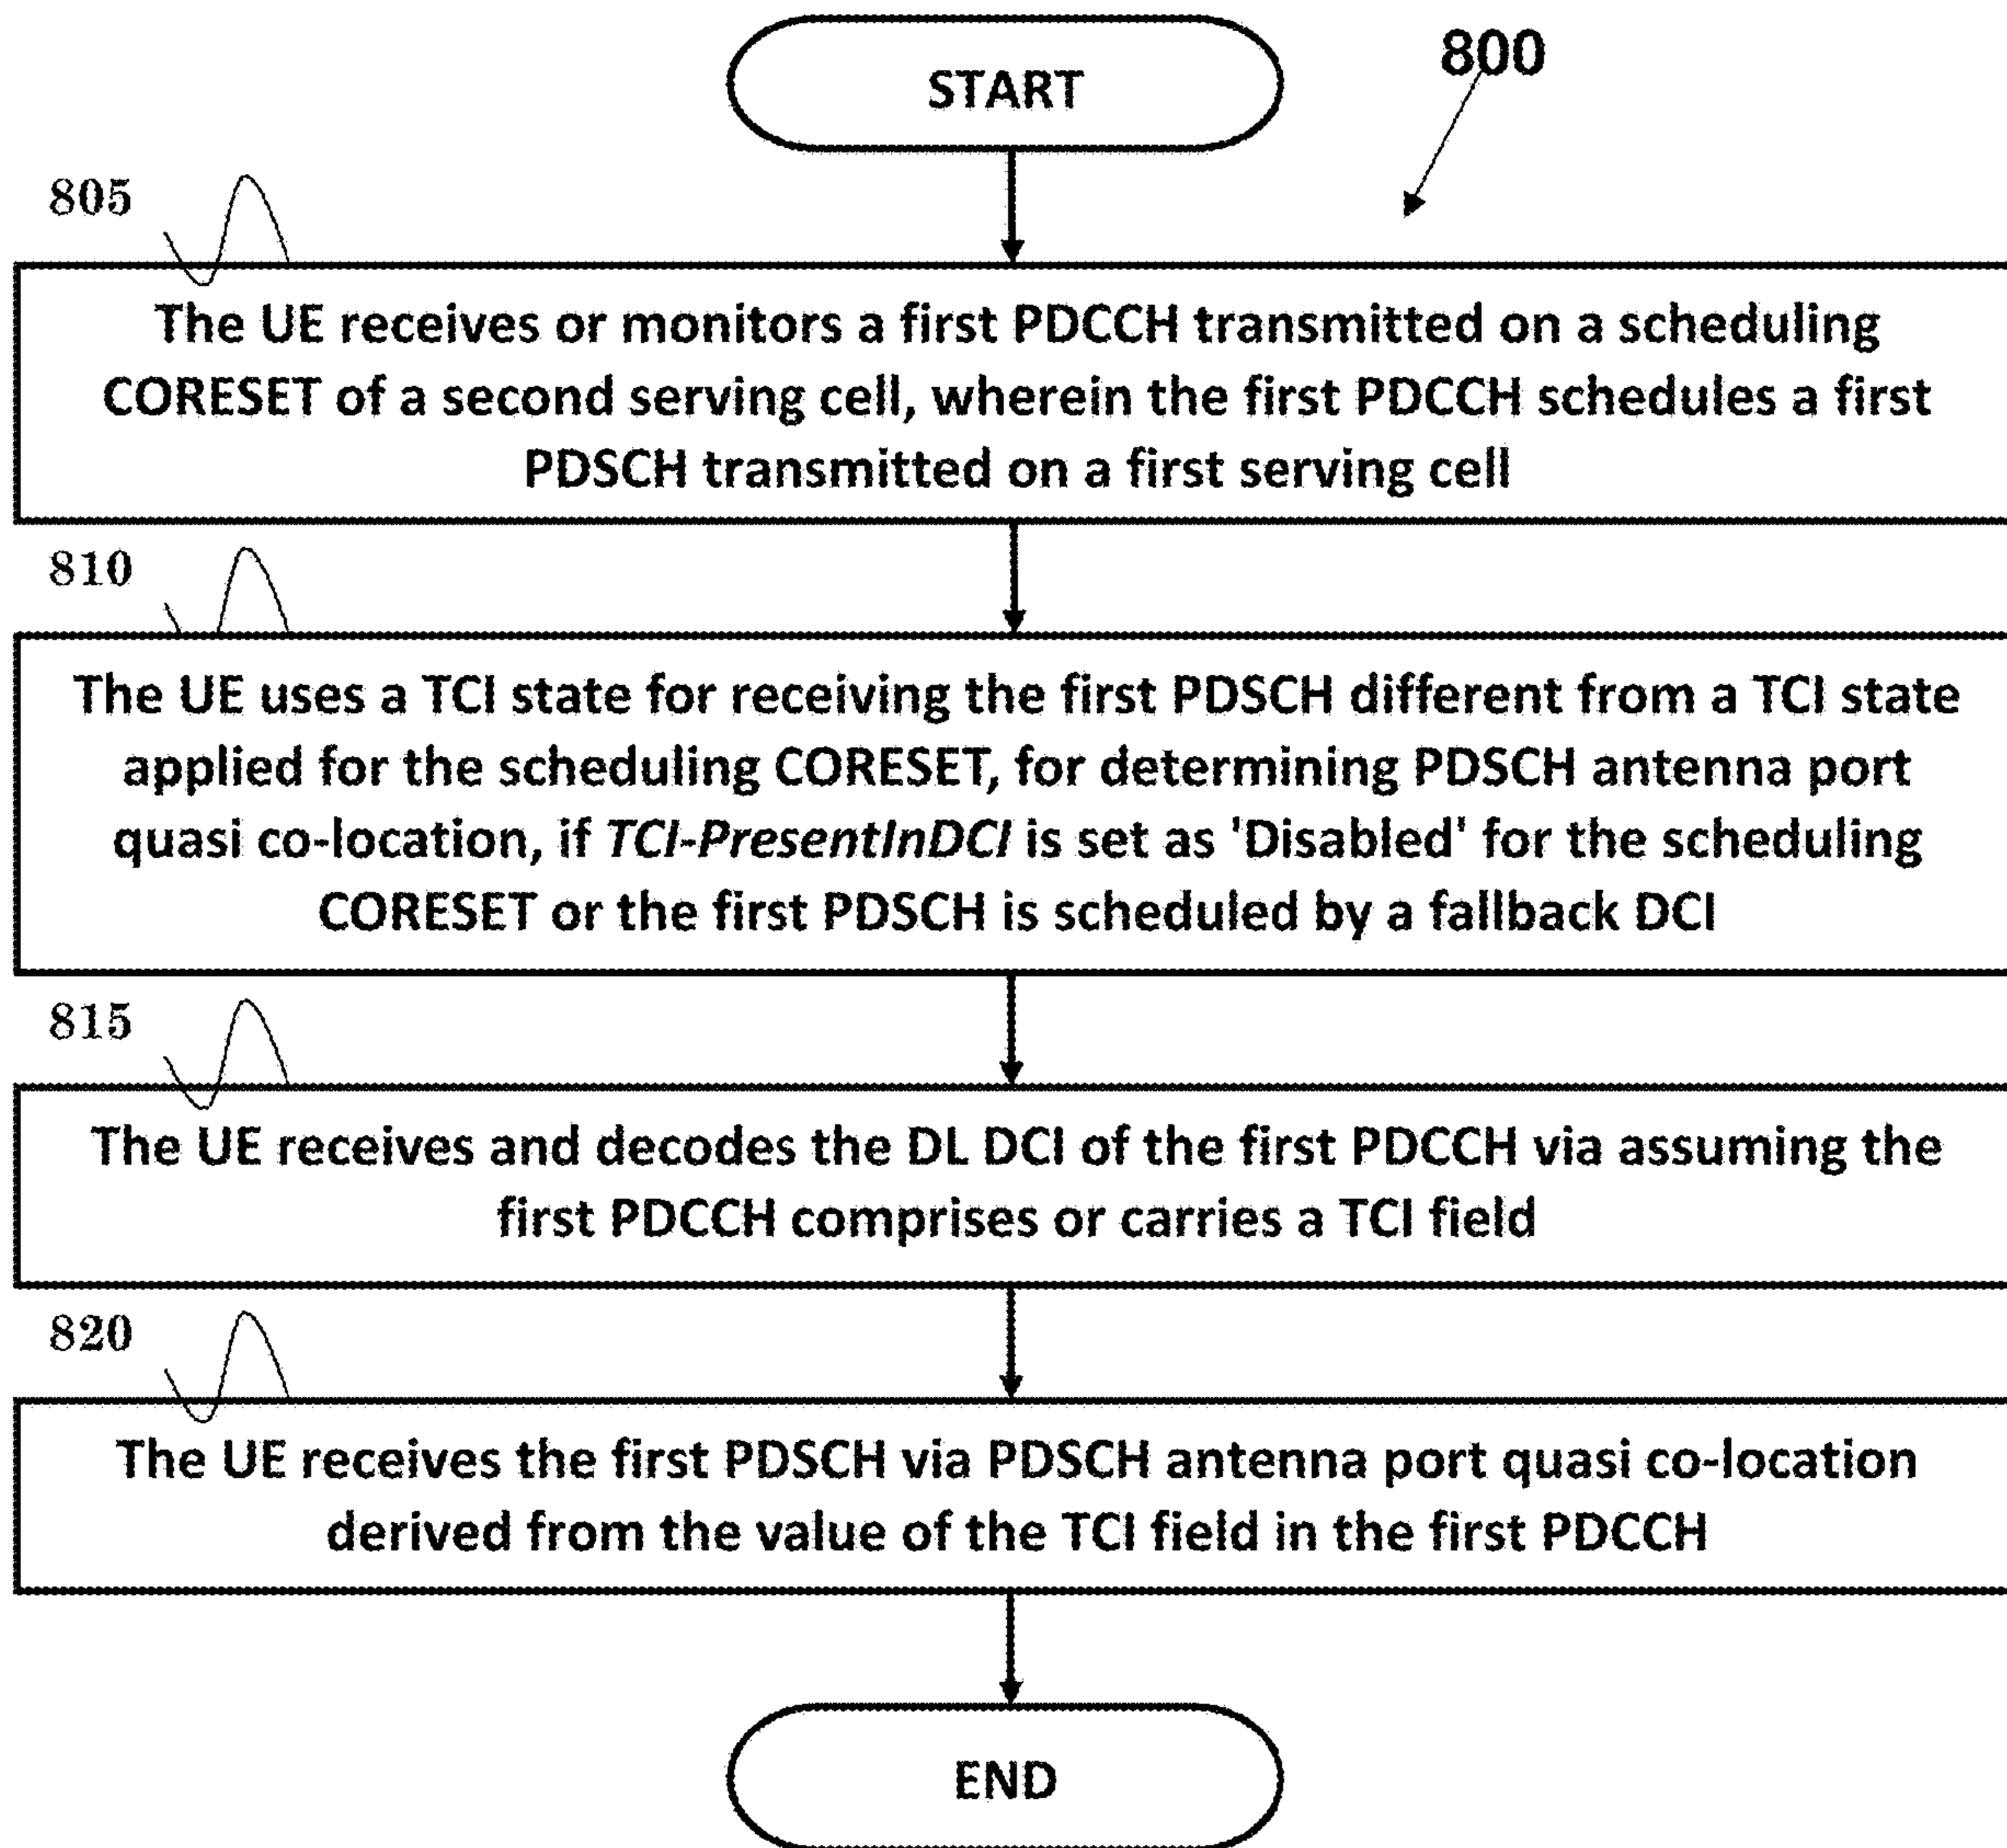 START
800
805
The UE receives or monitors a first PDCCH transmitted on a scheduling
CORESET of a second serving cell, wherein the first PDCCH schedules a first
PDSCH transmitted on a first serving cell
810
The UE uses a TCI state for receiving the first PDSCH different from a TCI state
applied for the scheduling CORESET, for determining PDSCH antenna port
quasi co-location, if TCI-PresentInDCI is set as 'Disabled' for the scheduling
CORESET or the first PDSCH is scheduled by a fallback DCI
815
The UE receives and decodes the DL DCI of the first PDCCH via assuming the
first PDCCH comprises or carries a TCI field
820
The UE receives the first PDSCH via PDSCH antenna port quasi co-location
derived from the value of the TCI field in the first PDCCH
END